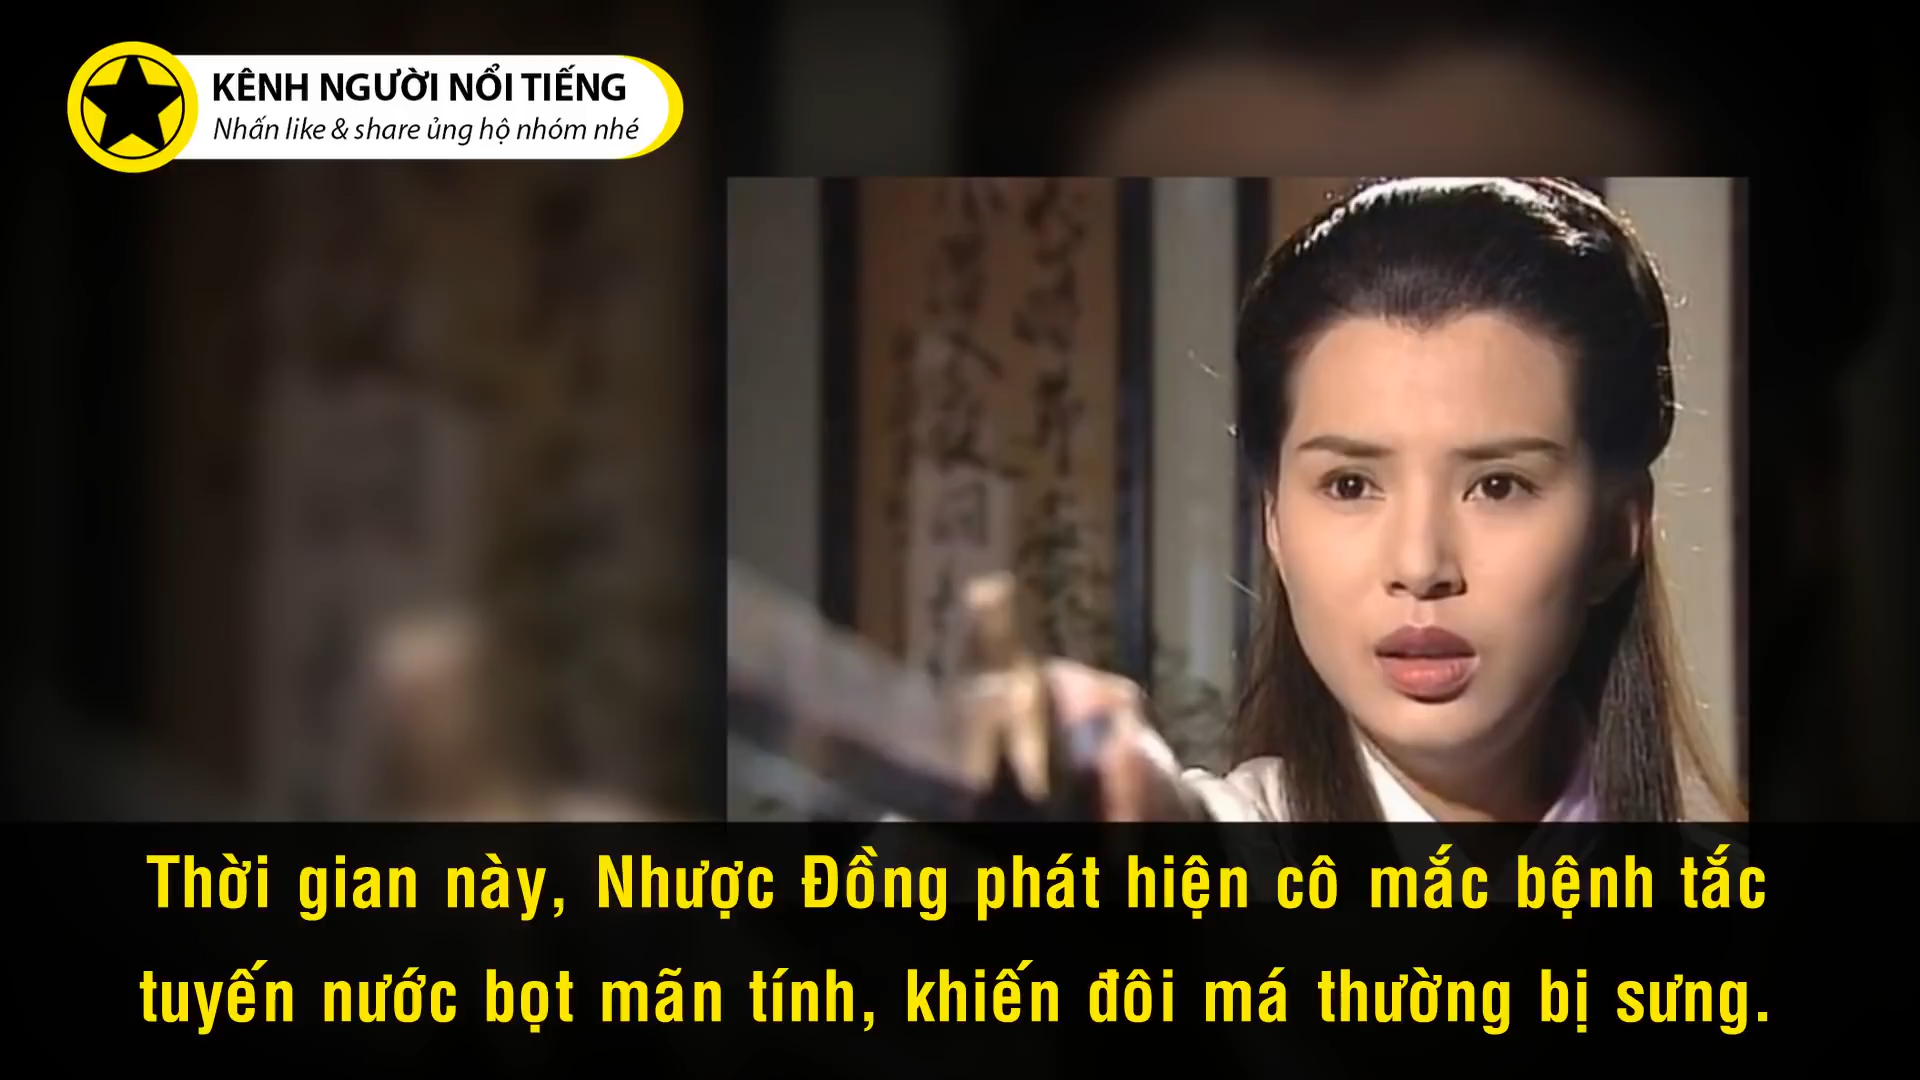 KÊNH NGƯỜI NỔI TIẾNG
Nhấn like & share ủng hộ nhóm nhé
Thời gian này, Nhược Đồng phát hiện cô mắc bệnh tắc
tuyến nước bọt mãn tính, khiến đôi má thường bị sưng.